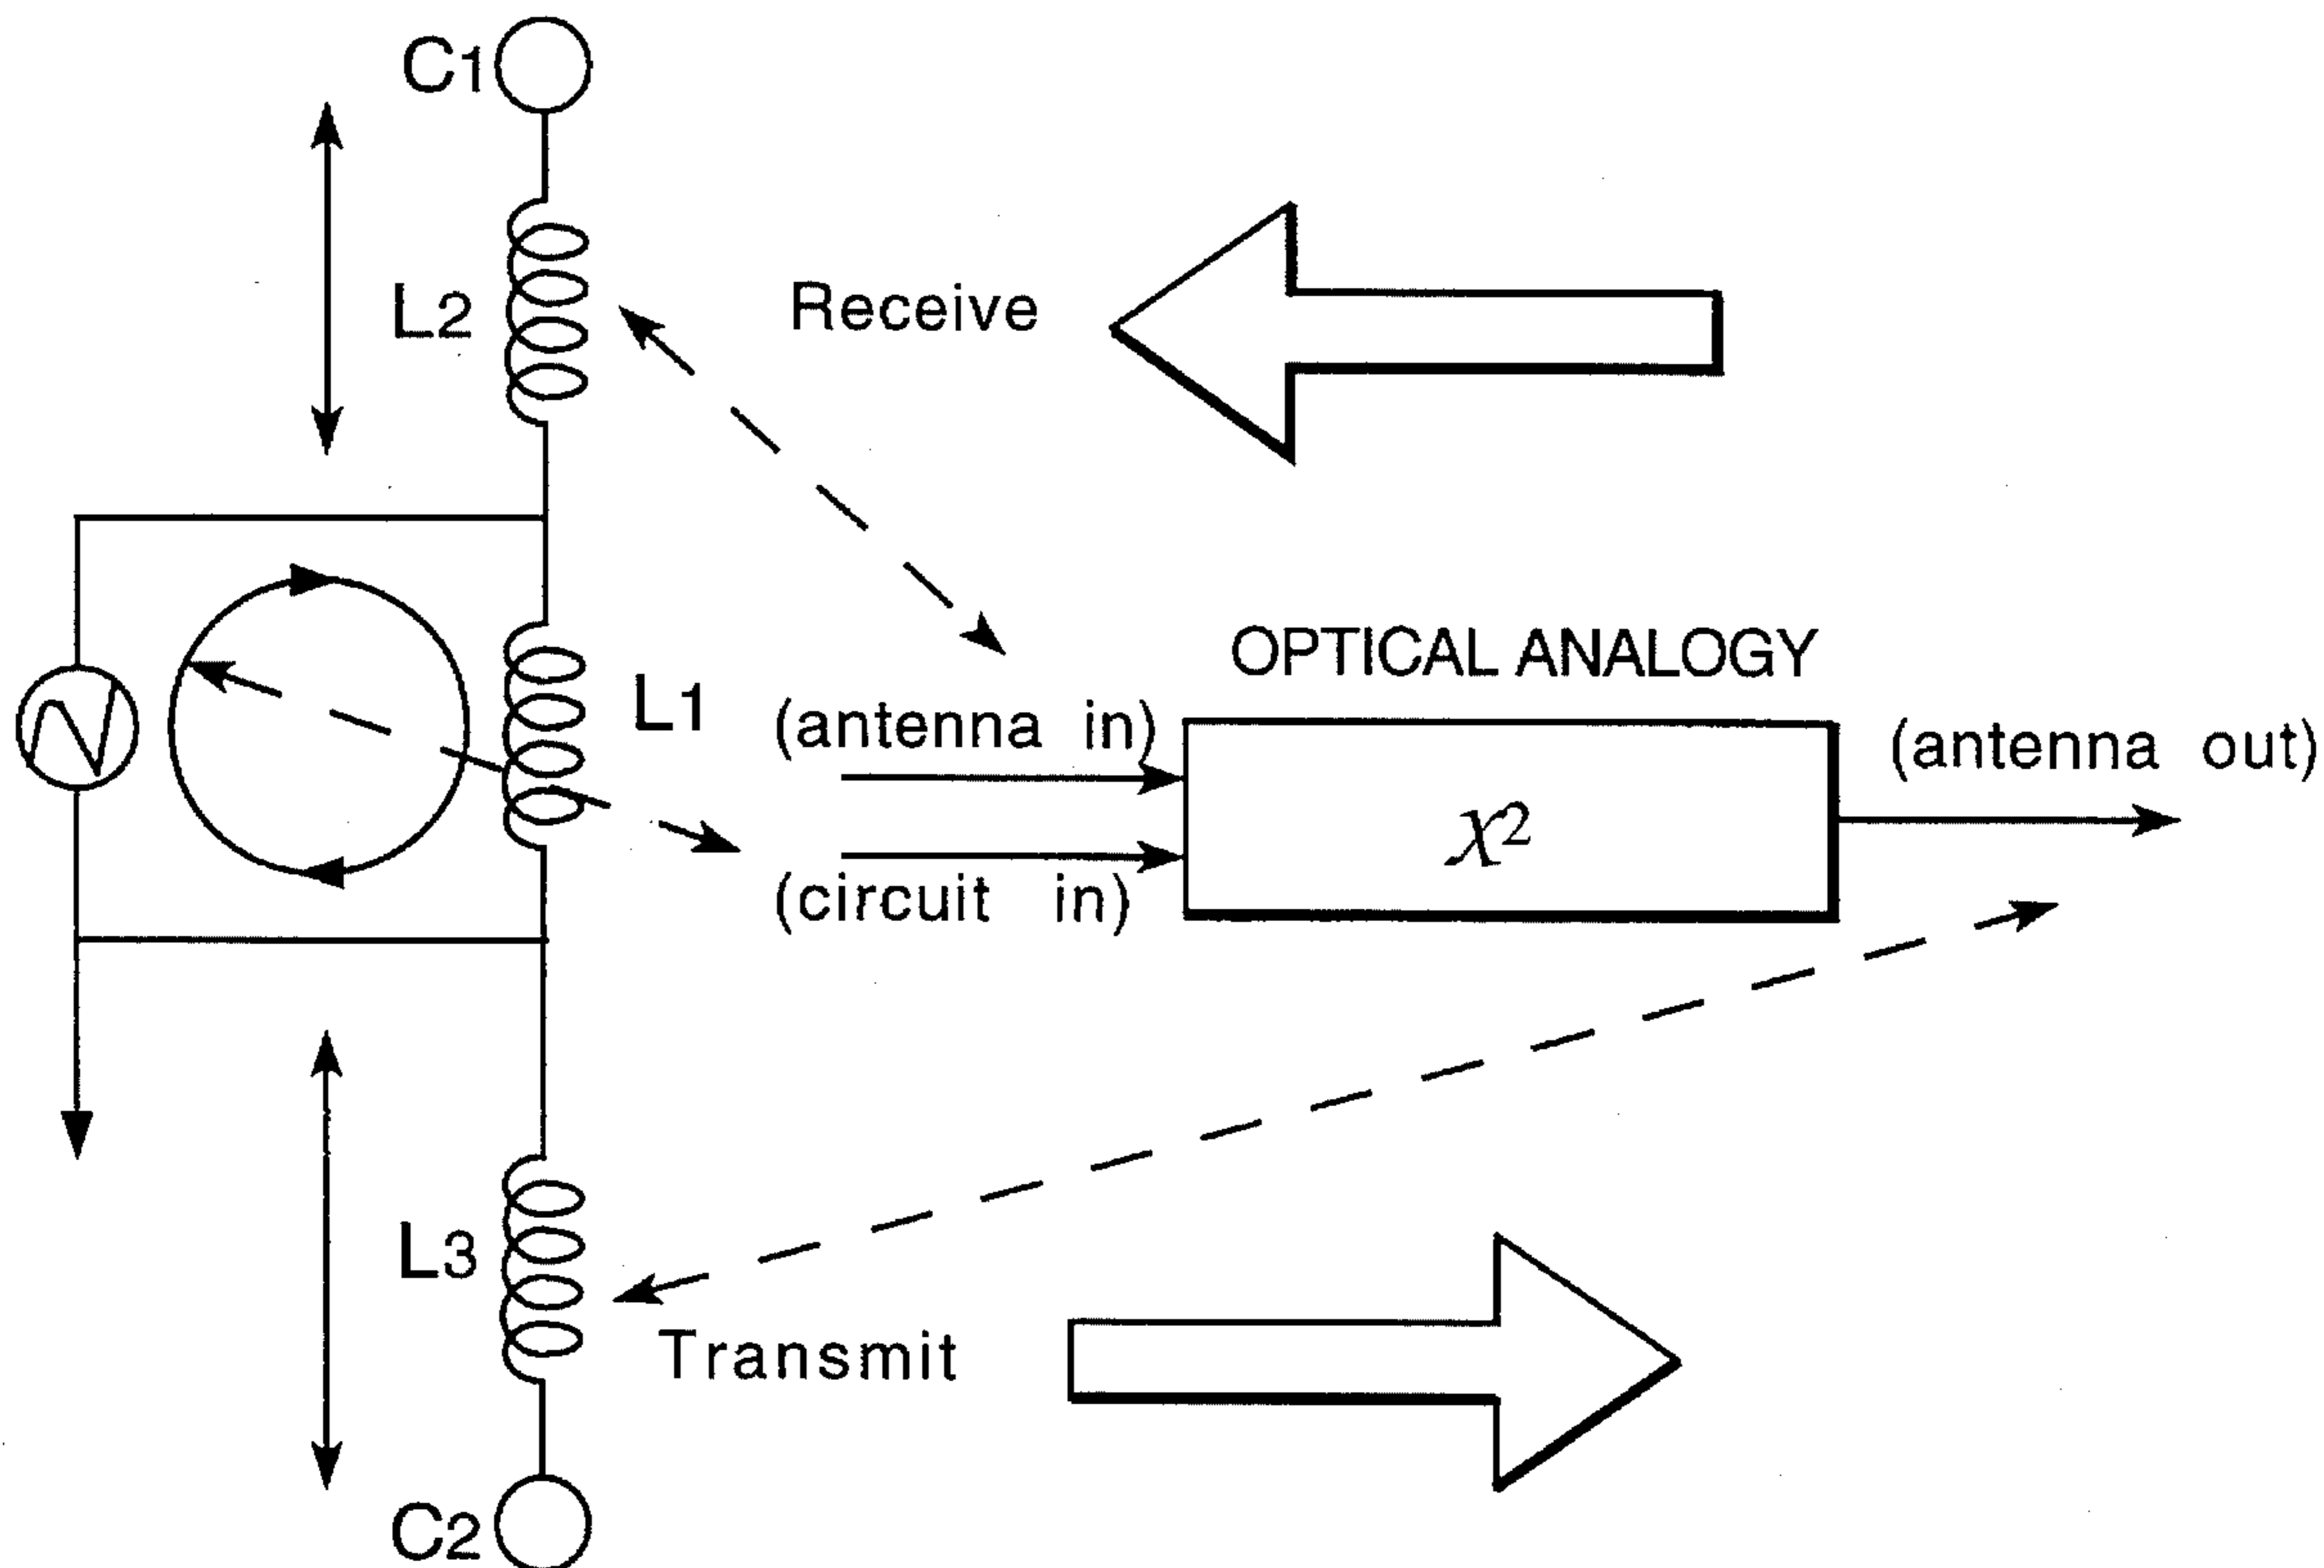 C1
L2
Receive
OPTICAL ANALOGY
L1
(antenna in)
(antenna out)
χ2
(circuit in)
L3
Transmit
C2